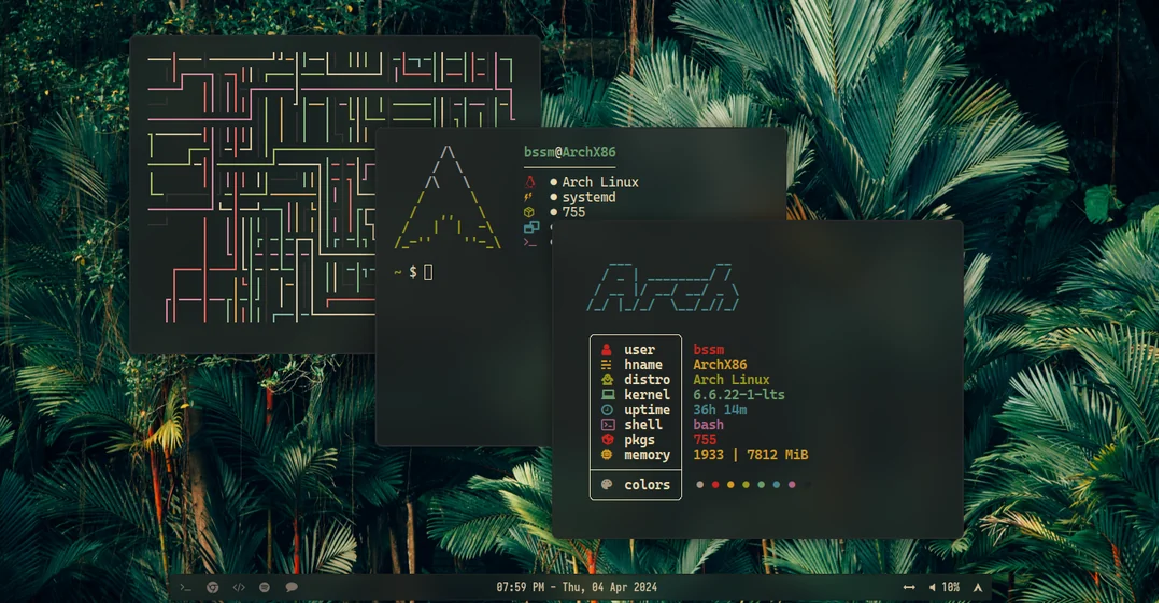 bssm@ArchX86
Arch Linux
systemd
755
~ $
Arch
user bssm
hname ArchX86
distro Arch Linux
kernel 6.6.22-1-lts
uptime 36h 14m
shell bash
pkgs 755
memory 1933 | 7812 MiB
colors
07:59 PM - Thu, 04 Apr 2024
10%